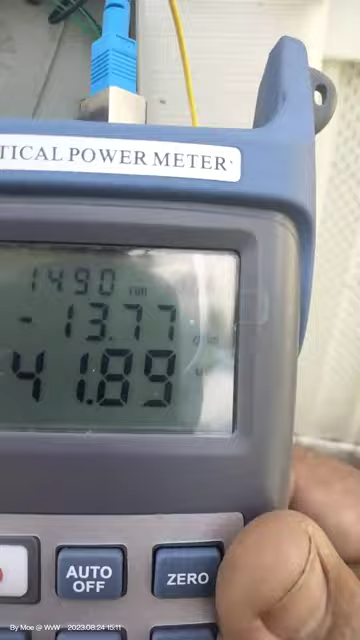 TICAL POWER METER
1490 nm
-13.77
41.89
AUTO
OFF
ZERO
By Moe @ WvW 2023.08.24 15:11